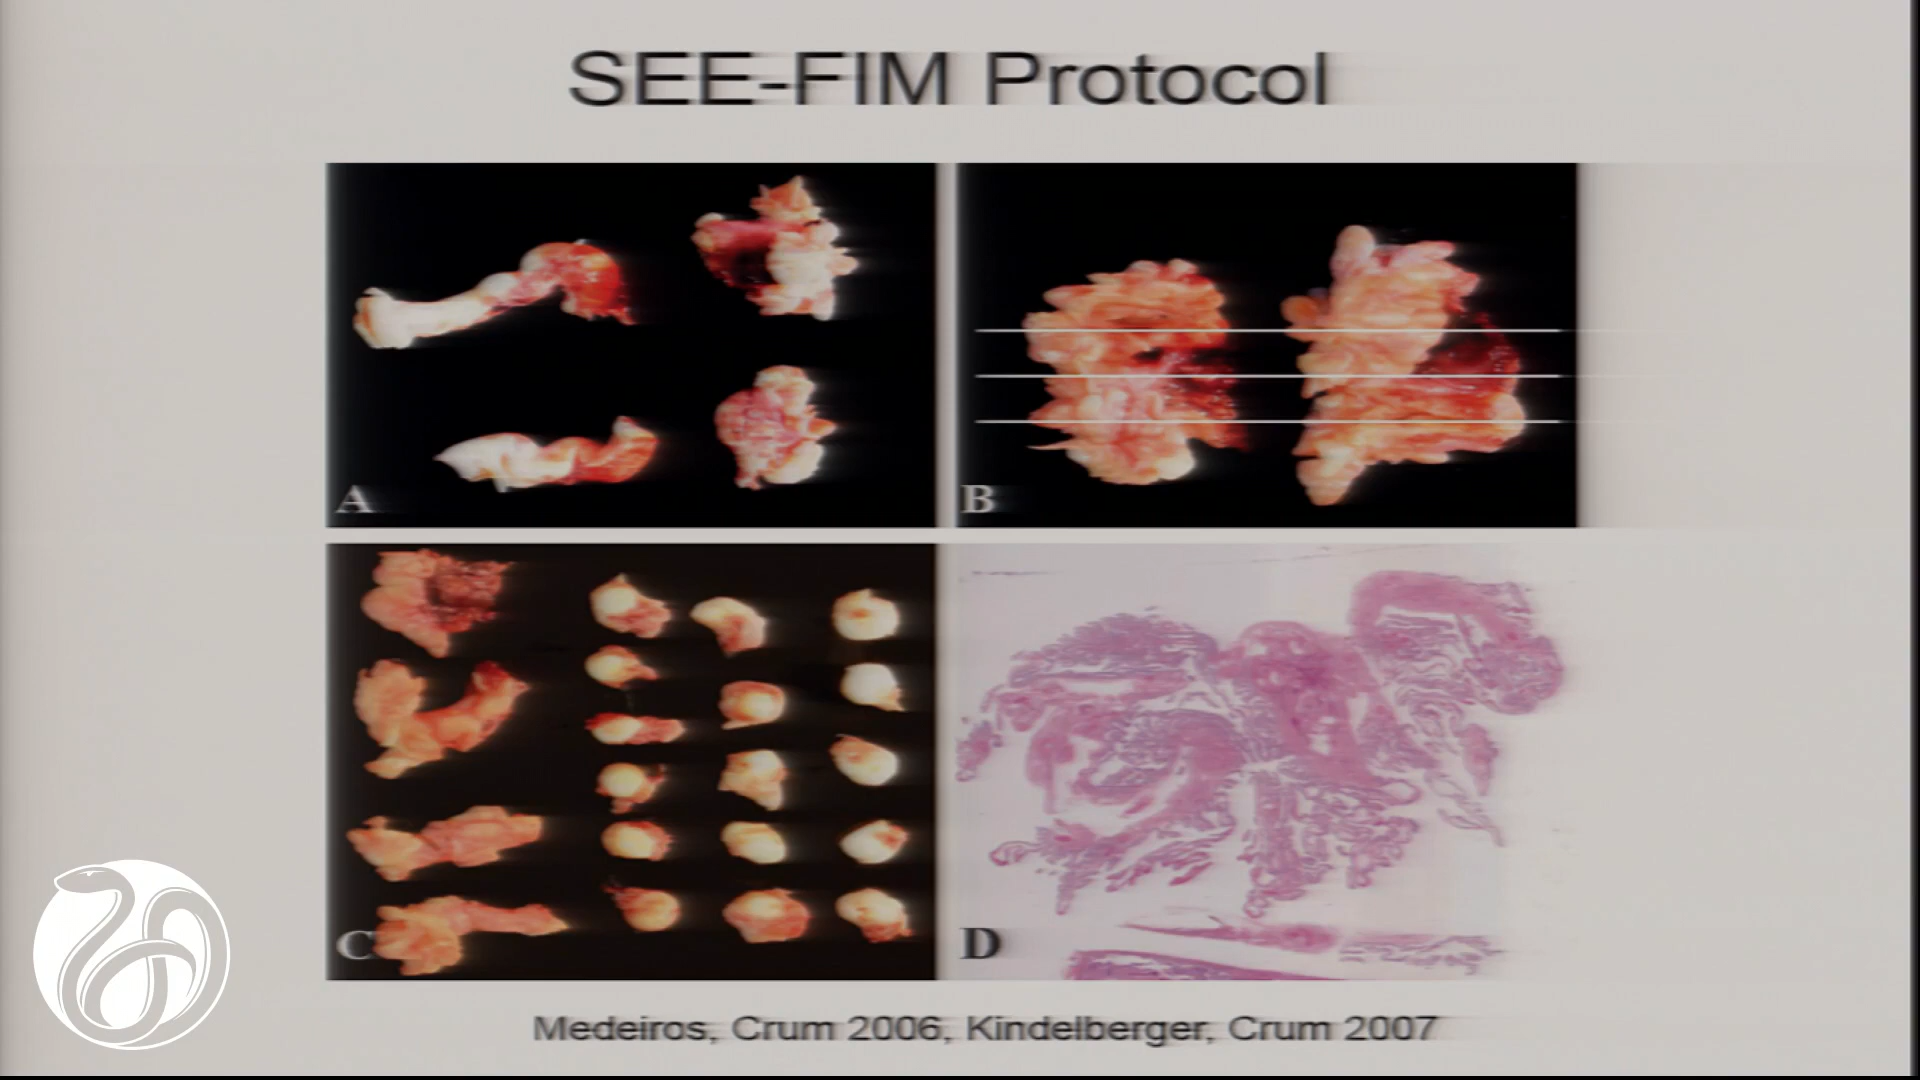 SEE-FIM Protocol
A
B
C
D
Medeiros, Crum 2006, Kindelberger, Crum 2007